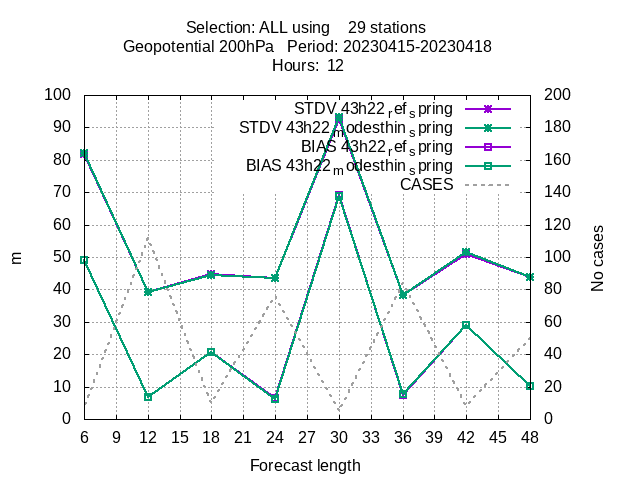 Selection: ALL using    29 stations
Geopotential 200hPa   Period: 20230415-20230418
Hours:  12
STDV 43h22_ref_spring
STDV 43h22_modesthin_spring
BIAS 43h22_ref_spring
BIAS 43h22_modesthin_spring
CASES
100 90 80 70 60 50 40 30 20 10 0
200 180 160 140 120 100 80 60 40 20 0
m
No cases
6 9 12 15 18 21 24 27 30 33 36 39 42 45 48
Forecast length